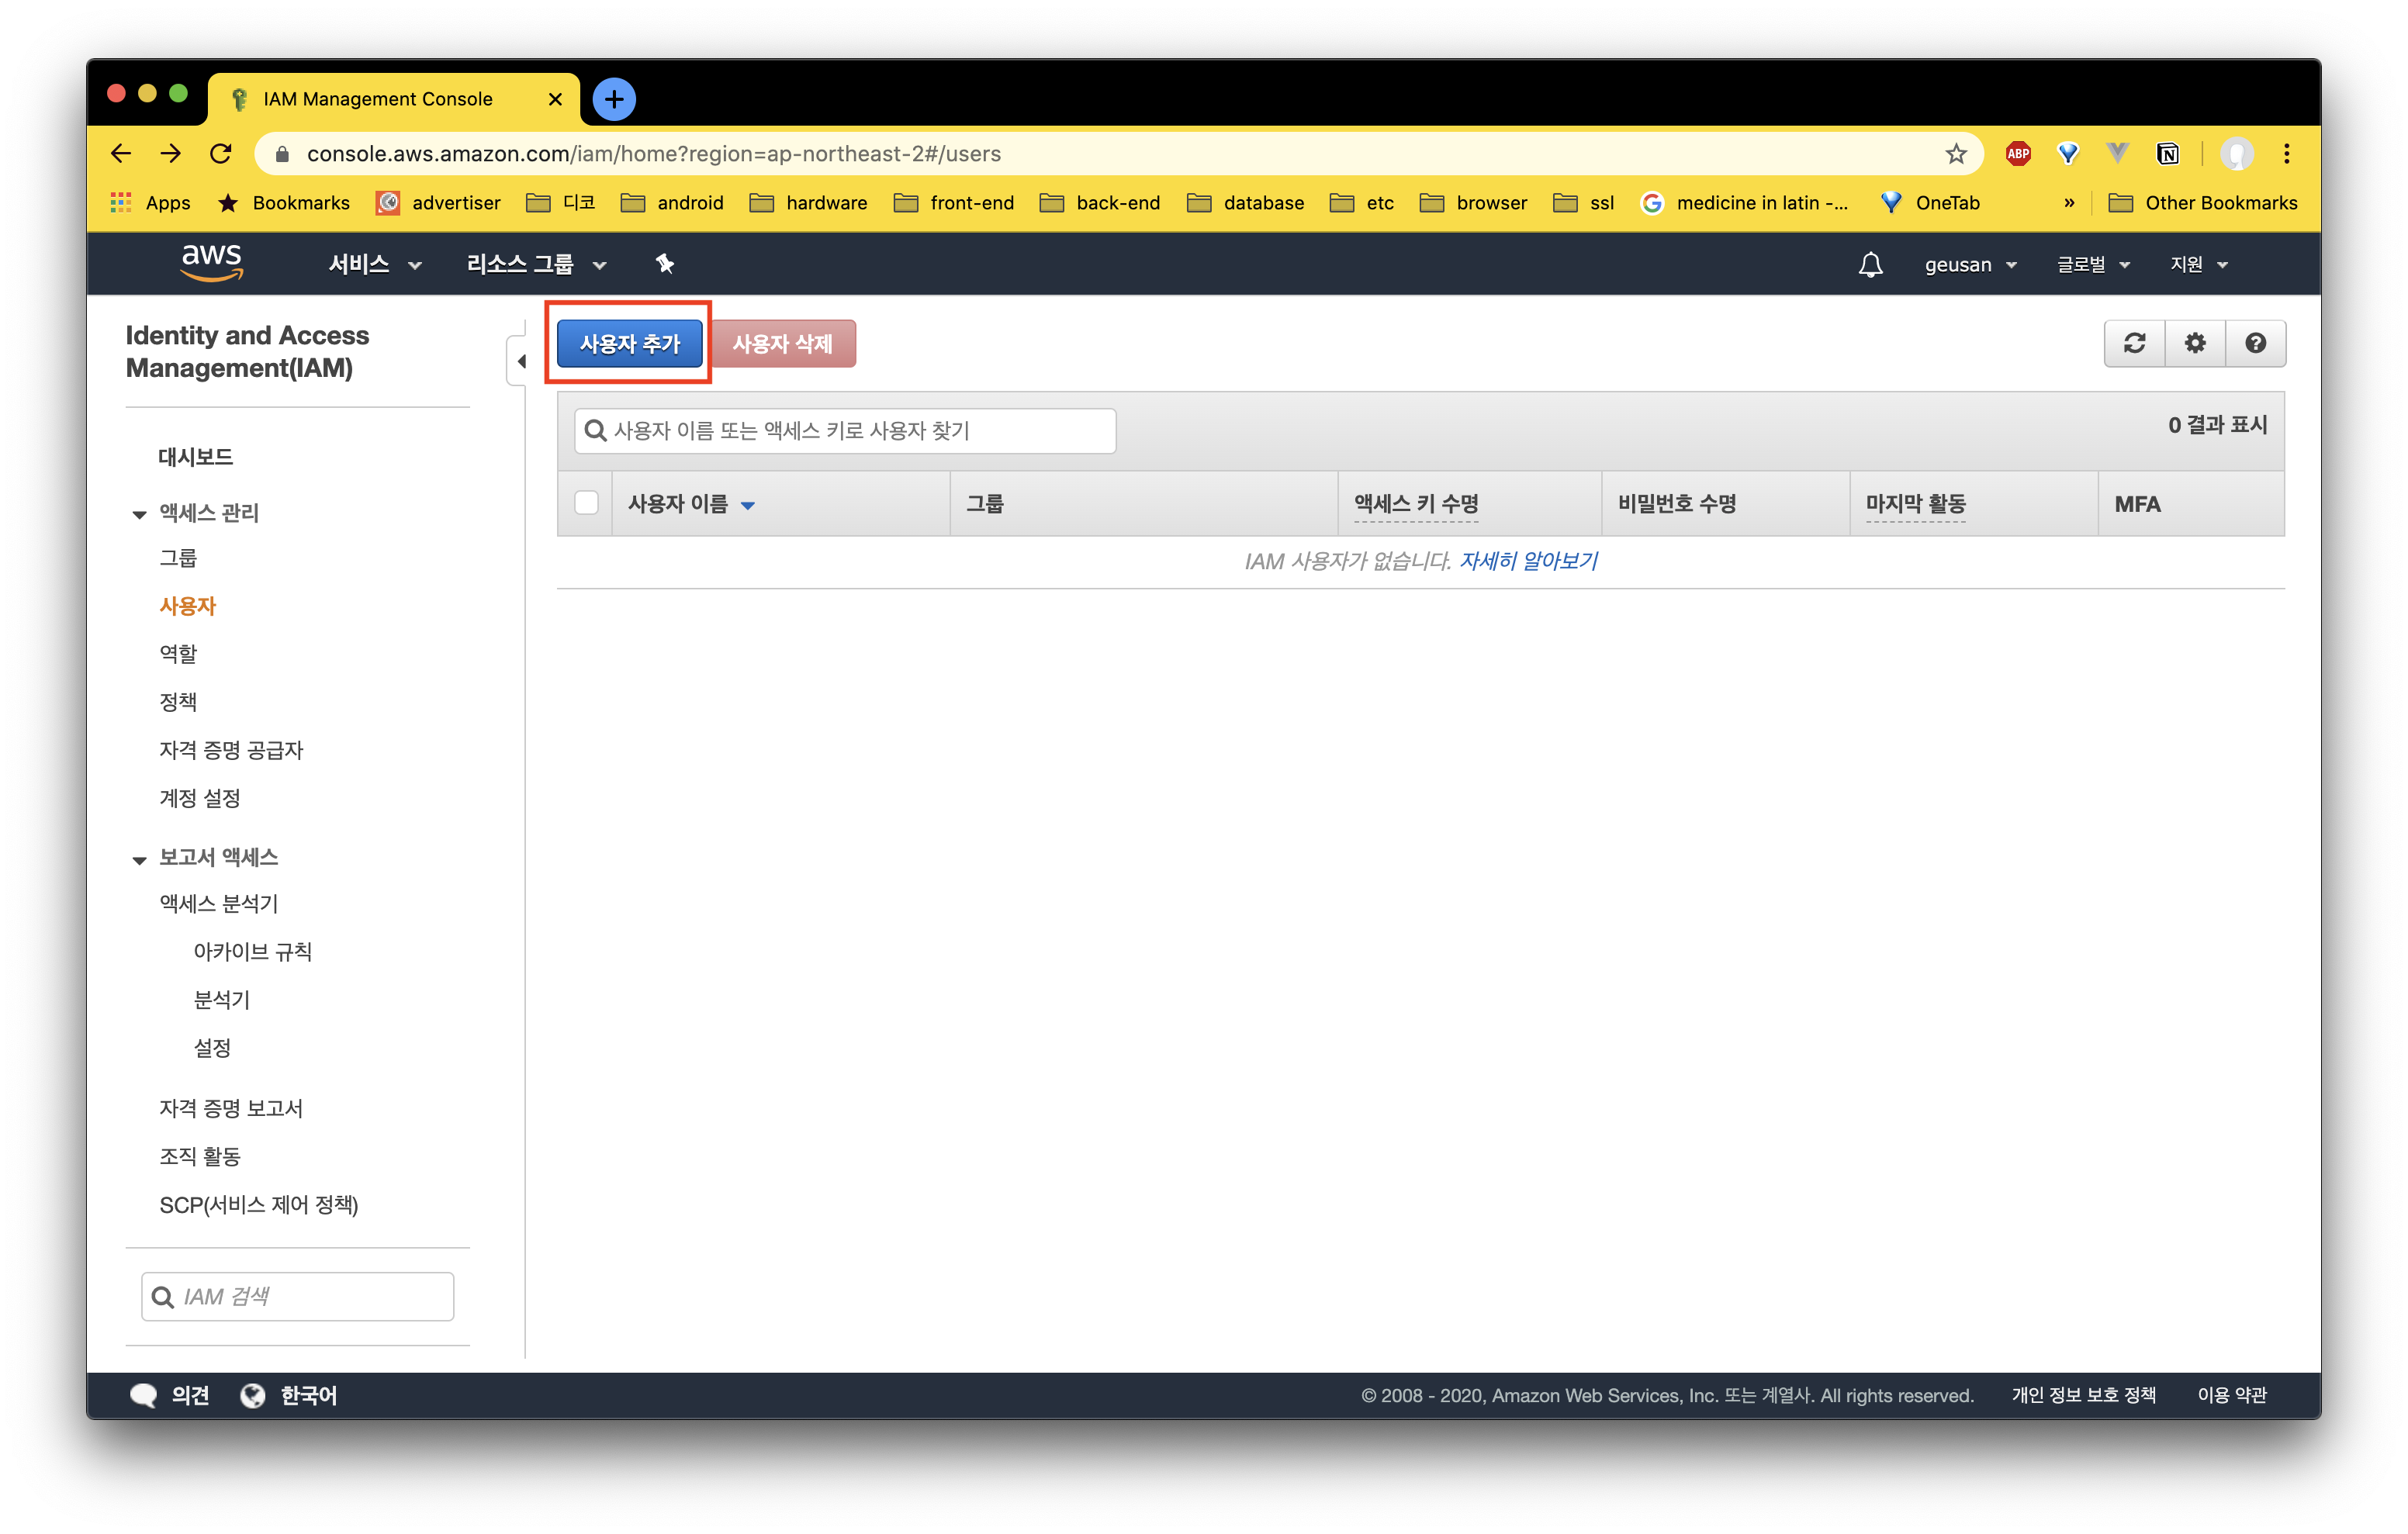 IAM Management Console
console.aws.amazon.com/iam/home?region=ap-northeast-2#/users
ABP
Apps Bookmarks advertiser 디코 android hardware front-end back-end database etc browser ssl medicine in latin -... OneTab » Other Bookmarks
aws 서비스 리소스 그룹 geusan 글로벌 지원
Identity and Access
Management(IAM)
대시보드
액세스 관리
그룹
사용자
역할
정책
자격 증명 공급자
계정 설정
보고서 액세스
액세스 분석기
아카이브 규칙
분석기
설정
자격 증명 보고서
조직 활동
SCP(서비스 제어 정책)
IAM 검색
사용자 추가 사용자 삭제
사용자 이름 또는 액세스 키로 사용자 찾기
0 결과 표시
사용자 이름 그룹 액세스 키 수명 비밀번호 수명 마지막 활동 MFA
IAM 사용자가 없습니다. 자세히 알아보기
의견 한국어 © 2008 - 2020, Amazon Web Services, Inc. 또는 계열사. All rights reserved. 개인 정보 보호 정책 이용 약관